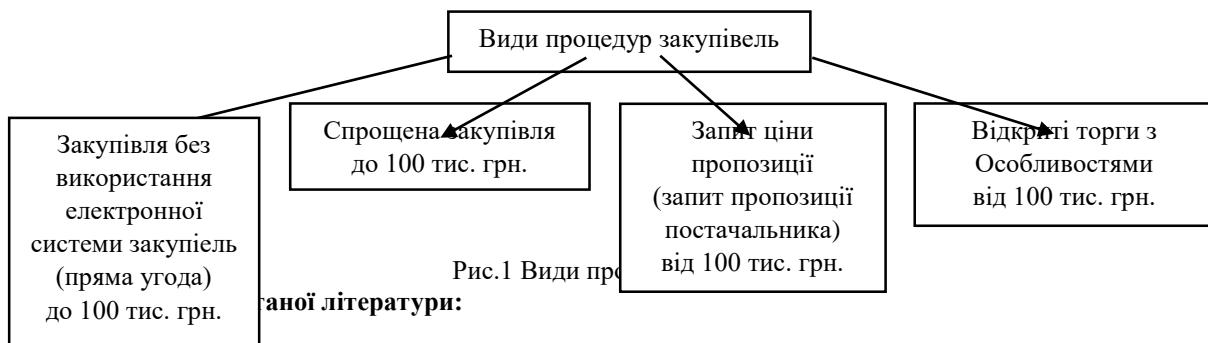 Види процедур закупівель
Закупівля без
використання
електронної
системи закупіель
(пряма угода)
до 100 тис. грн.
Спрощена закупівля
до 100 тис. грн.
Запит ціни
пропозиції
(запит пропозиції
постачальника)
від 100 тис. грн.
Відкриті торги з
Особливостями
від 100 тис. грн.
Рис.1 Види
таної літератури: